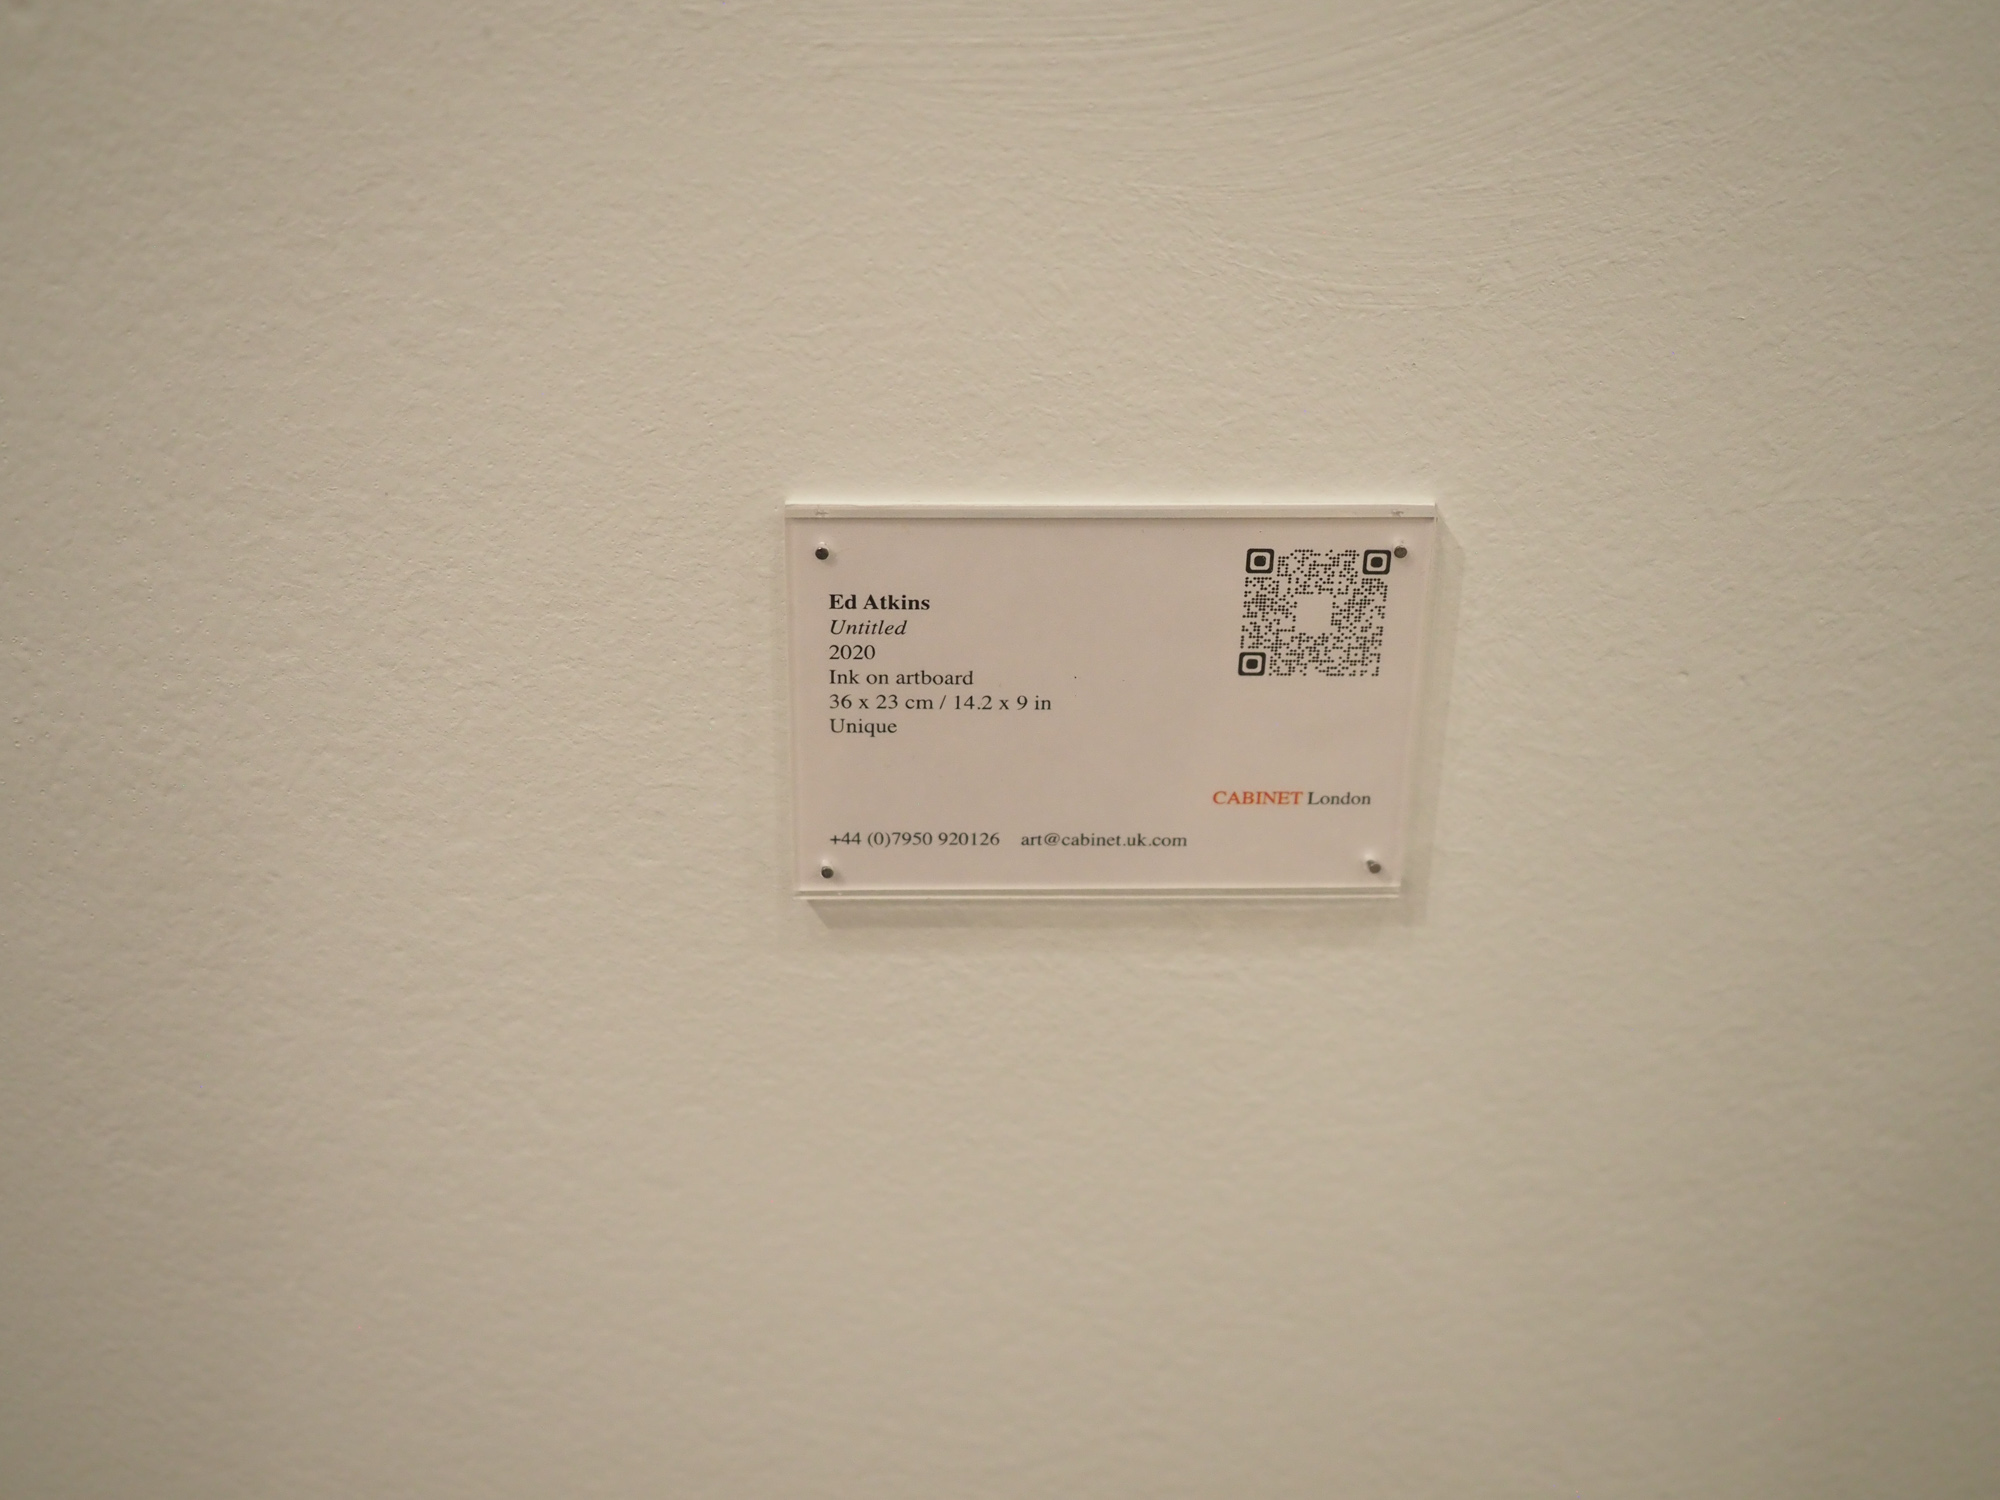 Ed Atkins
Untitled
2020
Ink on artboard
36 x 23 cm / 14.2 x 9 in
Unique
CABINET London
+44 (0)7950 920126 art@cabinet.uk.com